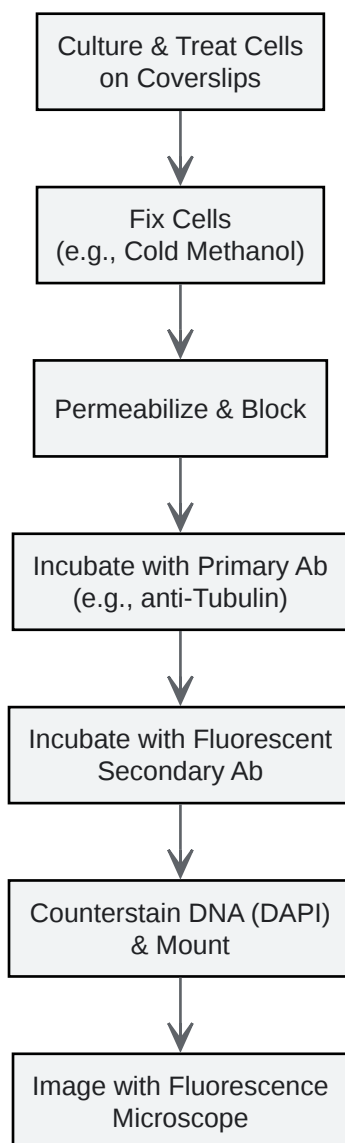 Culture & Treat Cells
on Coverslips
Fix Cells
(e.g., Cold Methanol)
Permeabilize & Block
Incubate with Primary Ab
(e.g., anti-Tubulin)
Incubate with Fluorescent
Secondary Ab
Counterstain DNA (DAPI)
& Mount
Image with Fluorescence
Microscope